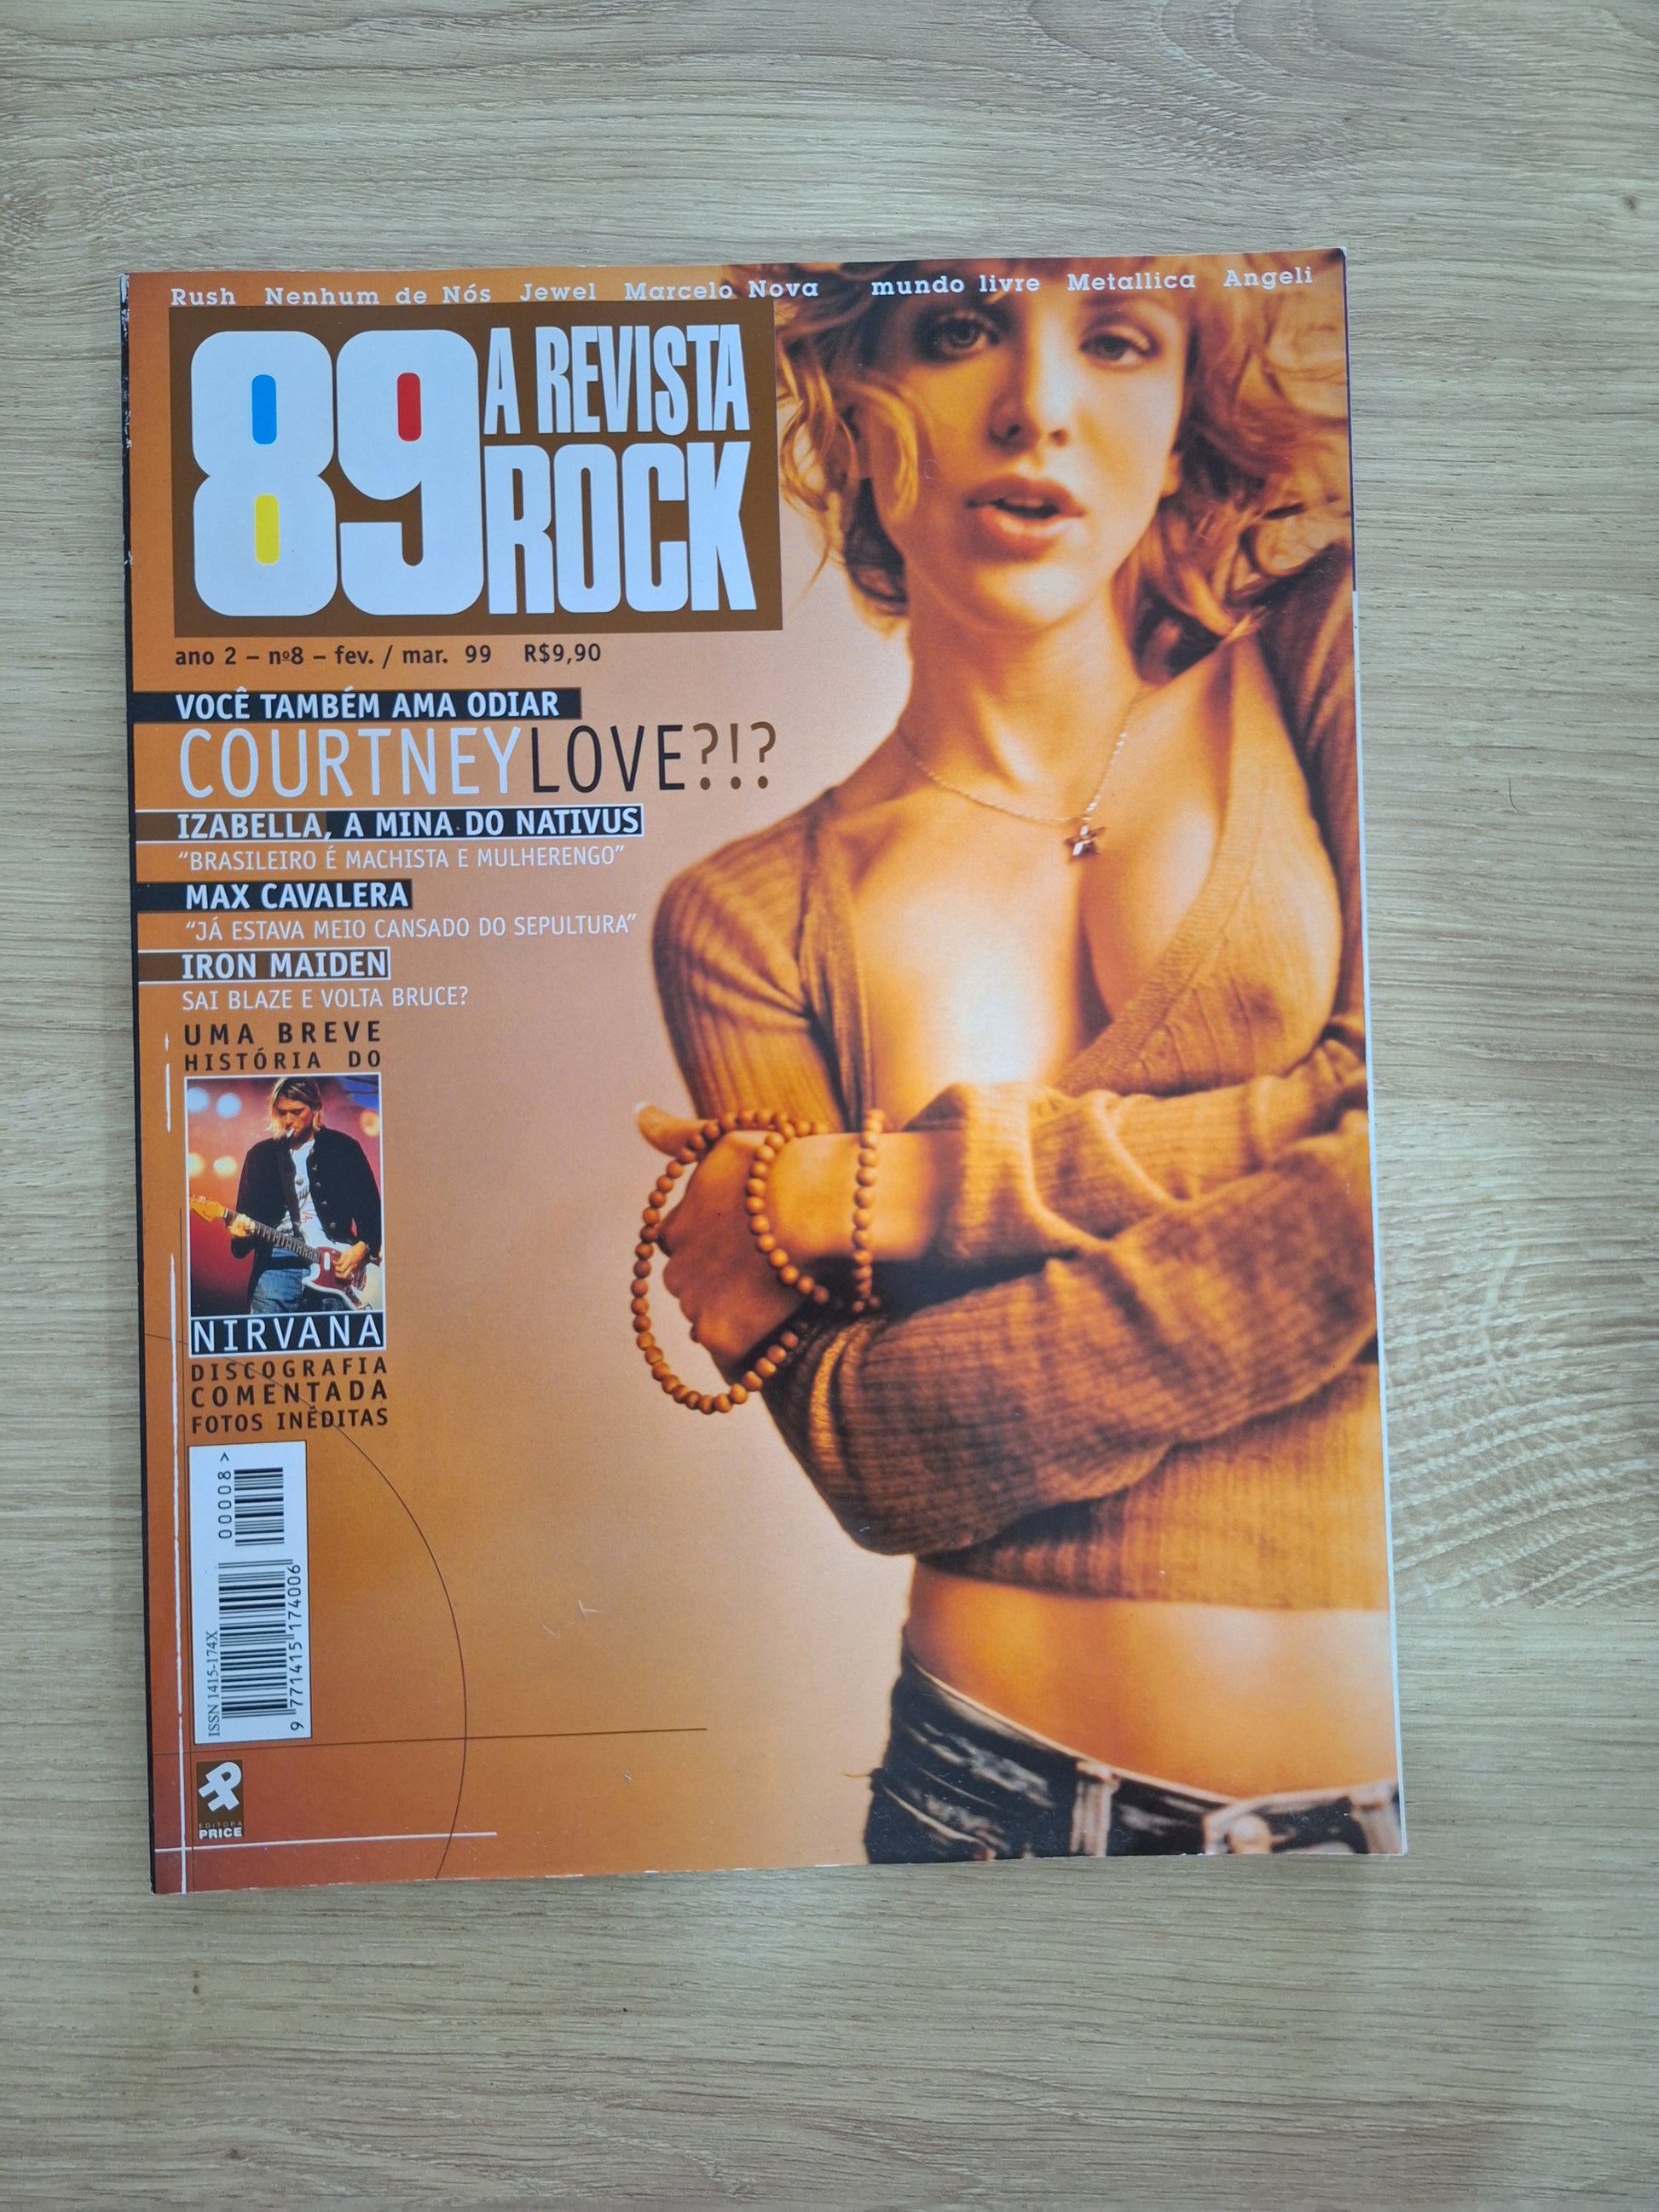 Rush Nenhum de Nós Jewel Marcelo Nova mundo livre Metallica Angeli
89 A REVISTA
ROCK
ano 2 – nº8 – fev. / mar. 99 R$9,90
VOCÊ TAMBÉM AMA ODIAR
COURTNEYLOVE?!?
IZABELLA, A MINA DO NATIVUS
“BRASILEIRO É MACHISTA E MULHERENGO”
MAX CAVALERA
“JÁ ESTAVA MEIO CANSADO DO SEPULTURA”
IRON MAIDEN
SAI BLAZE E VOLTA BRUCE?
UMA BREVE
HISTÓRIA DO
NIRVANA
DISCOGRAFIA
COMENTADA
FOTOS INÉDITAS
ISSN 1415-174X
9 771415 174006
00008 >
EDITORA
PRICE